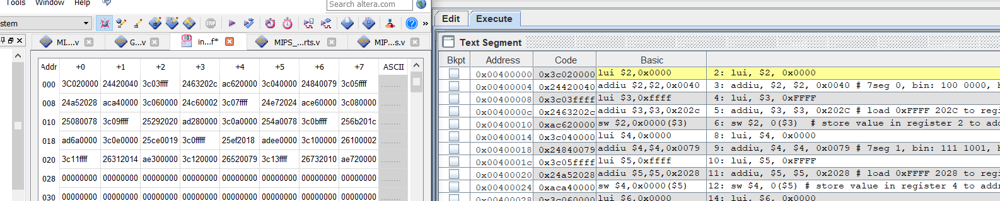 Tools Window Help
Search altera.com
stem
»
MI...v G...v in...f* MIPS_...rts.v MIP...s.v
Addr +0 +1 +2 +3 +4 +5 +6 +7 ASCII
000 3C020000 24420040 3c03ffff 2463202c ac620000 3c040000 24840079 3c05ffff ........
008 24a52028 aca40000 3c060000 24c60002 3c07ffff 24e72024 ace60000 3c080000 ........
010 25080078 3c09ffff 25292020 ad280000 3c0a0000 254a0078 3c0bffff 256b201c ........
018 ad6a0000 3c0e0000 25ce0019 3c0fffff 25ef2018 adee0000 3c100000 26100002 ........
020 3c11ffff 26312014 ae300000 3c120000 26520079 3c13ffff 26732010 ae720000 ........
028 00000000 00000000 00000000 00000000 00000000 00000000 00000000 00000000 ........
030 00000000 00000000 00000000 00000000 00000000 00000000 00000000 00000000
Edit Execute
Text Segment
Bkpt Address Code Basic
0x00400000 0x3c020000 lui $2,0x0000 2: lui, $2, 0x0000
0x00400004 0x24420040 addiu $2,$2,0x0040 3: addiu, $2, $2, 0x0040 # 7seg 0, bin: 100 0000,
0x00400008 0x3c03ffff lui $3,0xffff 4: lui, $3, 0xFFFF
0x0040000c 0x2463202c addiu $3,$3,0x202c 5: addiu, $3, $3, 0x202C # load 0xFFFF 202C to regi
0x00400010 0xac620000 sw $2,0x0000($3) 6: sw $2, 0($3) # store value in register 2 to add
0x00400014 0x3c040000 lui $4,0x0000 8: lui, $4, 0x0000
0x00400018 0x24840079 addiu $4,$4,0x0079 9: addiu, $4, $4, 0x0079 # 7seg 1, bin: 111 1001,
0x0040001c 0x3c05ffff lui $5,0xffff 10: lui, $5, 0xFFFF
0x00400020 0x24a52028 addiu $5,$5,0x2028 11: addiu, $5, $5, 0x2028 # load 0xFFFF 2028 to regi
0x00400024 0xaca40000 sw $4,0x0000($5) 12: sw $4, 0($5) # store value in register 4 to addr
0x00400028 0x3c060000 lui $6,0x0000 14: lui, $6, 0x0000